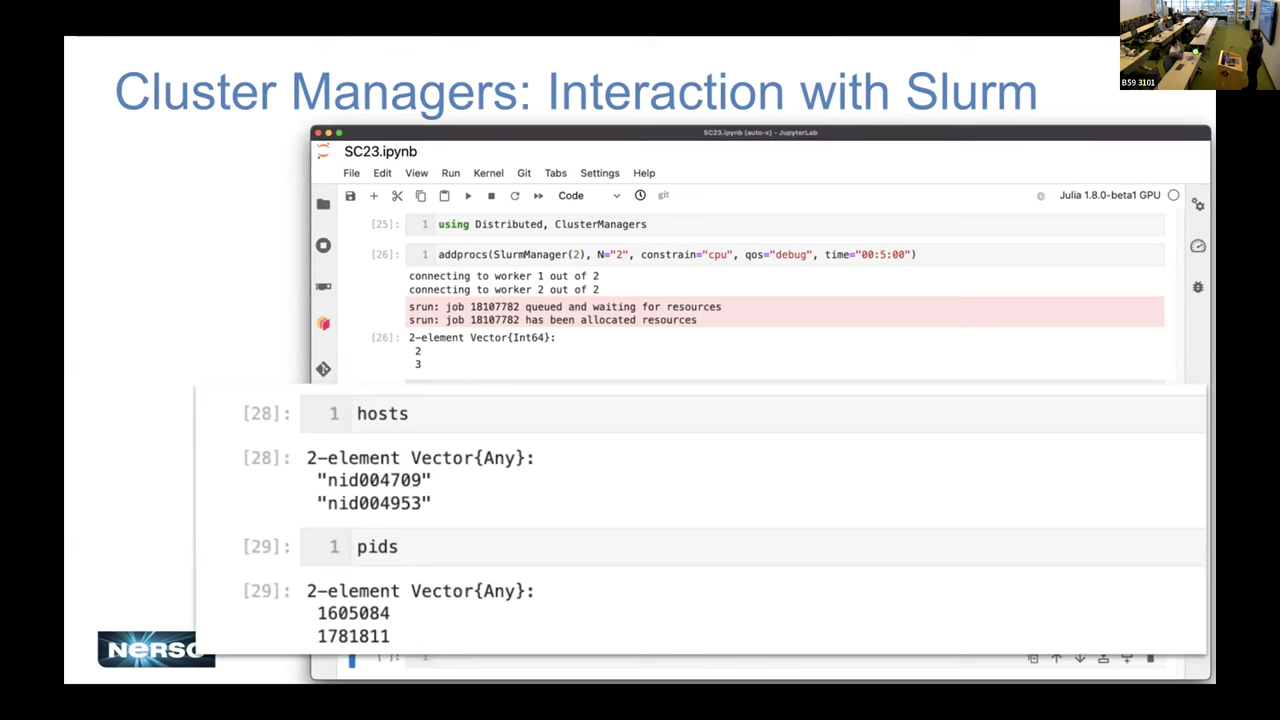 Cluster Managers: Interaction with Slurm
B59 3101
SC23.ipynb (auto-x) - JupyterLab
SC23.ipynb
File Edit View Run Kernel Git Tabs Settings Help
Code git Julia 1.8.0-beta1 GPU
[25]: 1 using Distributed, ClusterManagers
[26]: 1 addprocs(SlurmManager(2), N="2", constrain="cpu", qos="debug", time="00:5:00")
connecting to worker 1 out of 2
connecting to worker 2 out of 2
srun: job 18107782 queued and waiting for resources
srun: job 18107782 has been allocated resources
[26]: 2-element Vector{Int64}:
2
3
[28]: 1 hosts
[28]: 2-element Vector{Any}:
"nid004709"
"nid004953"
[29]: 1 pids
[29]: 2-element Vector{Any}:
1605084
1781811
[ ]: 1
NERSC